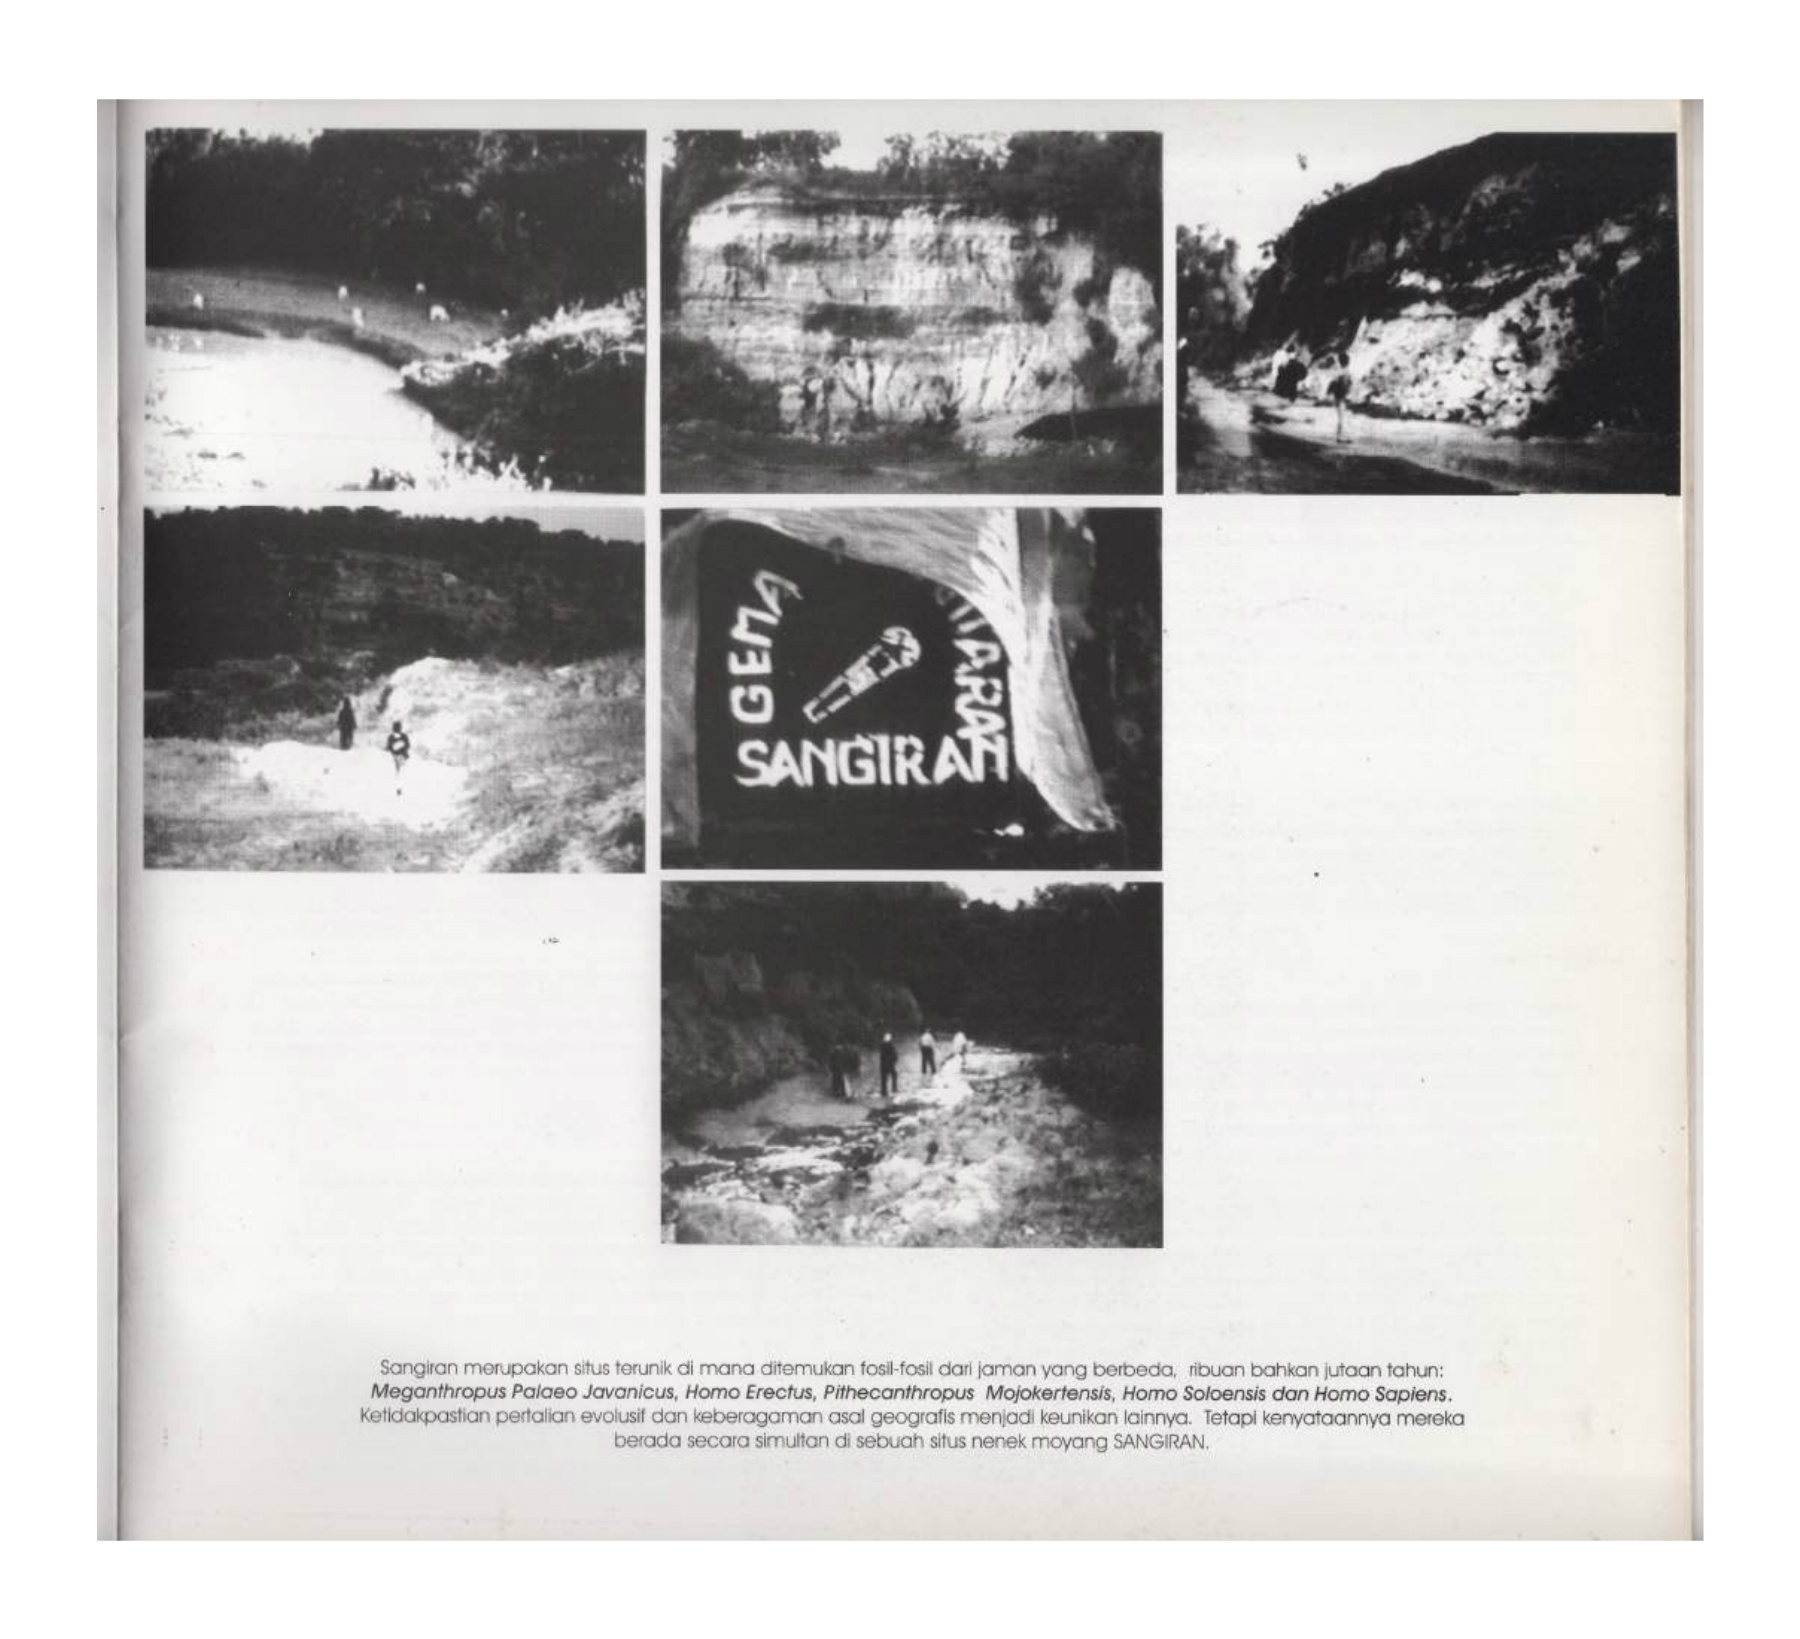 GEMA
SANGIRAN
Sangiran merupakan situs terunik di mana ditemukan fosil-fosil dari jaman yang berbeda, ribuan bahkan jutaan tahun:
Meganthropus Palaeo Javanicus, Homo Erectus, Pithecanthropus Mojokertensis, Homo Soloensis dan Homo Sapiens.
Ketidakpastian pertalian evolusif dan keberagaman asal geografis menjadi keunikan lainnya. Tetapi kenyataannya mereka
berada secara simultan di sebuah situs nenek moyang SANGIRAN.